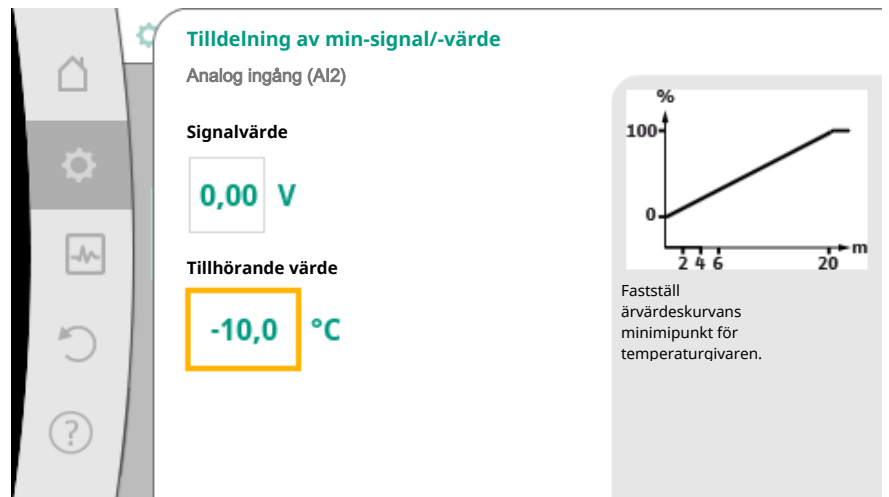 Tilldelning av min-signal/-värde
Analog ingång (AI2)
Signalvärde
0,00 V
Tillhörande värde
-10,0 °C
%
100
0
2 4 6 20 m
Fastställ
ärvärdeskurvans
minimipunkt för
temperaturgivaren.
?